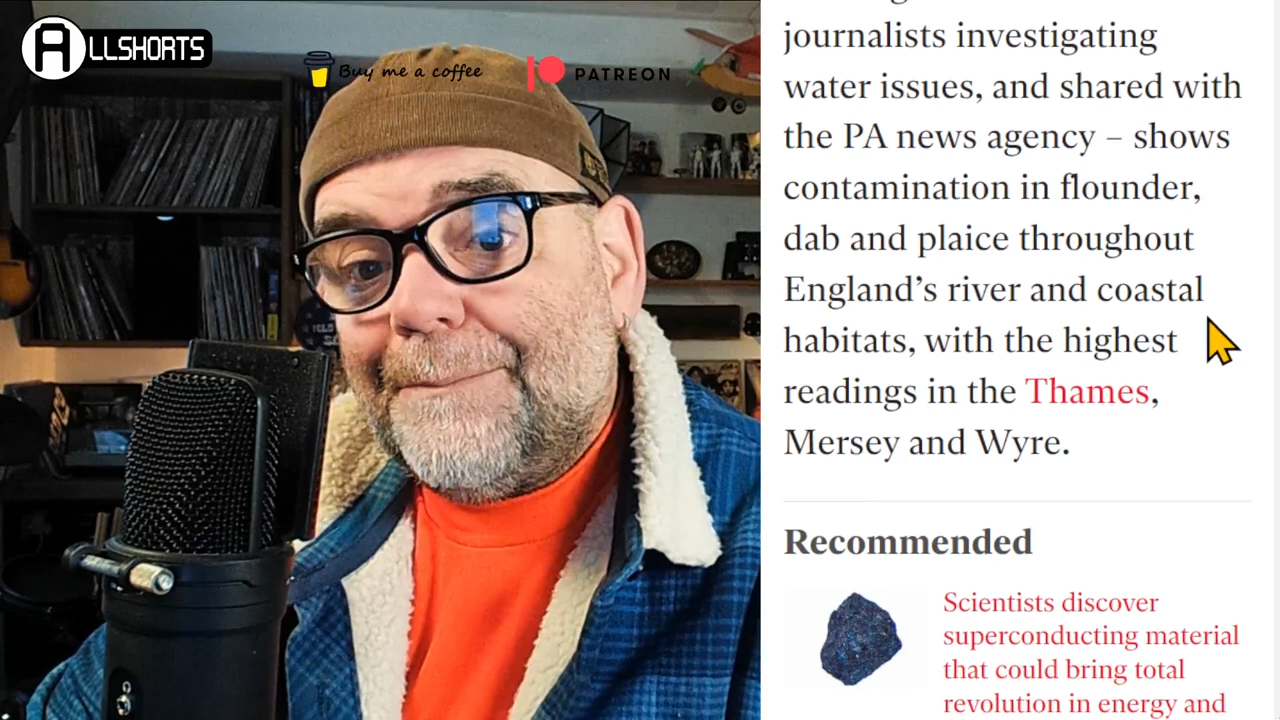 ALLSHORTS
Buy me a coffee
PATREON
journalists investigating
water issues, and shared with
the PA news agency – shows
contamination in flounder,
dab and plaice throughout
England's river and coastal
habitats, with the highest
readings in the Thames,
Mersey and Wyre.
Recommended
Scientists discover
superconducting material
that could bring total
revolution in energy and